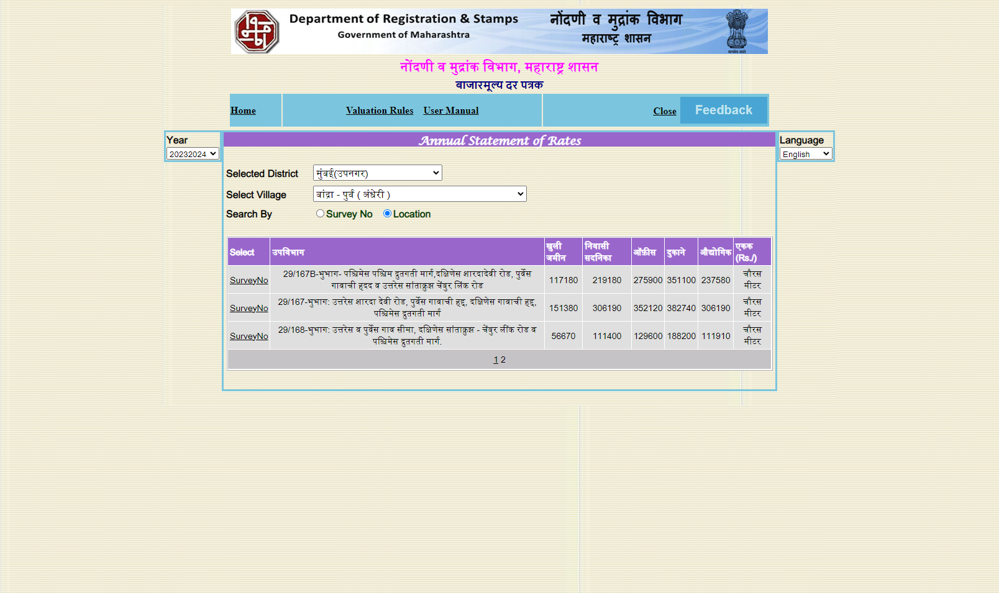 Department of Registration & Stamps
Government of Maharashtra
नोंदणी व मुद्रांक विभाग
महाराष्ट्र शासन
सत्यमेव जयते
नोंदणी व मुद्रांक विभाग, महाराष्ट्र शासन
बाजारमूल्य दर पत्रक
Home Valuation Rules User Manual Close Feedback
Year
20232024
Annual Statement of Rates
Language
English
Selected District मुंबई(उपनगर)
Select Village बांद्रा - पुर्व ( अंधेरी )
Search By Survey No Location
Select उपविभाग खुली जमीन निवासी सदनिका ऑफ़ीस दुकाने औद्योगिक एकक (Rs./)
SurveyNo 29/167B-भुभाग- पश्चिमेस पश्चिम द्रुतगती मार्ग,दक्षिणेस शारदादेवी रोड, पुर्वेस 117180 219180 275900 351100 237580 चौरस
गावाची हदद व उत्तरेस सांताक्रुझ चेंबुर लिंक रोड मीटर
SurveyNo 29/167-भुभाग: उत्तरेस शारदा देवी रोड, पुर्वेस गावाची हद्द, दक्षिणेस गावाची हद्द, 151380 306190 352120 382740 306190 चौरस
पश्चिमेस द्रुतगती मार्ग मीटर
SurveyNo 29/168-भुभाग: उत्तरेस व पुर्वेस गाव सीमा, दक्षिणेस सांताक्रुझ - चेंबुर लींक रोड व 56670 111400 129600 188200 111910 चौरस
पश्चिमेस द्रुतगती मार्ग. मीटर
1 2